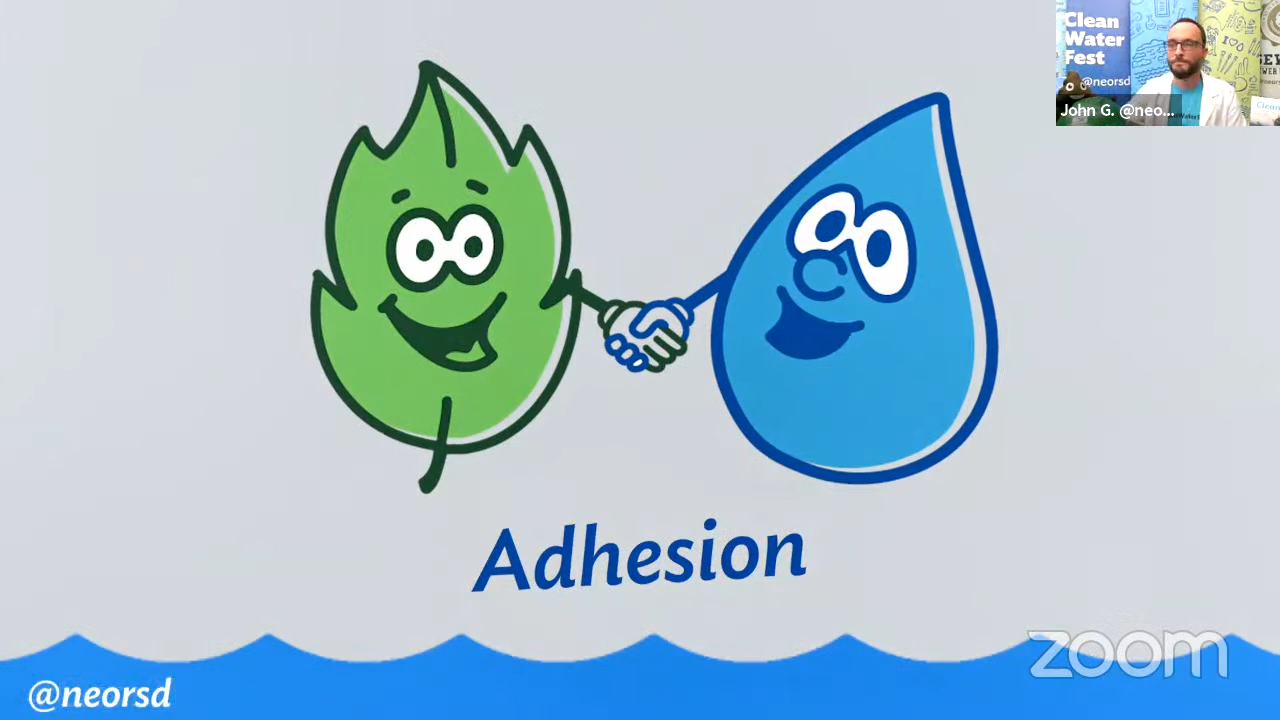 Clean
Water
Fest
@neorsd
John G. @neo...
Adhesion
zoom
@neorsd